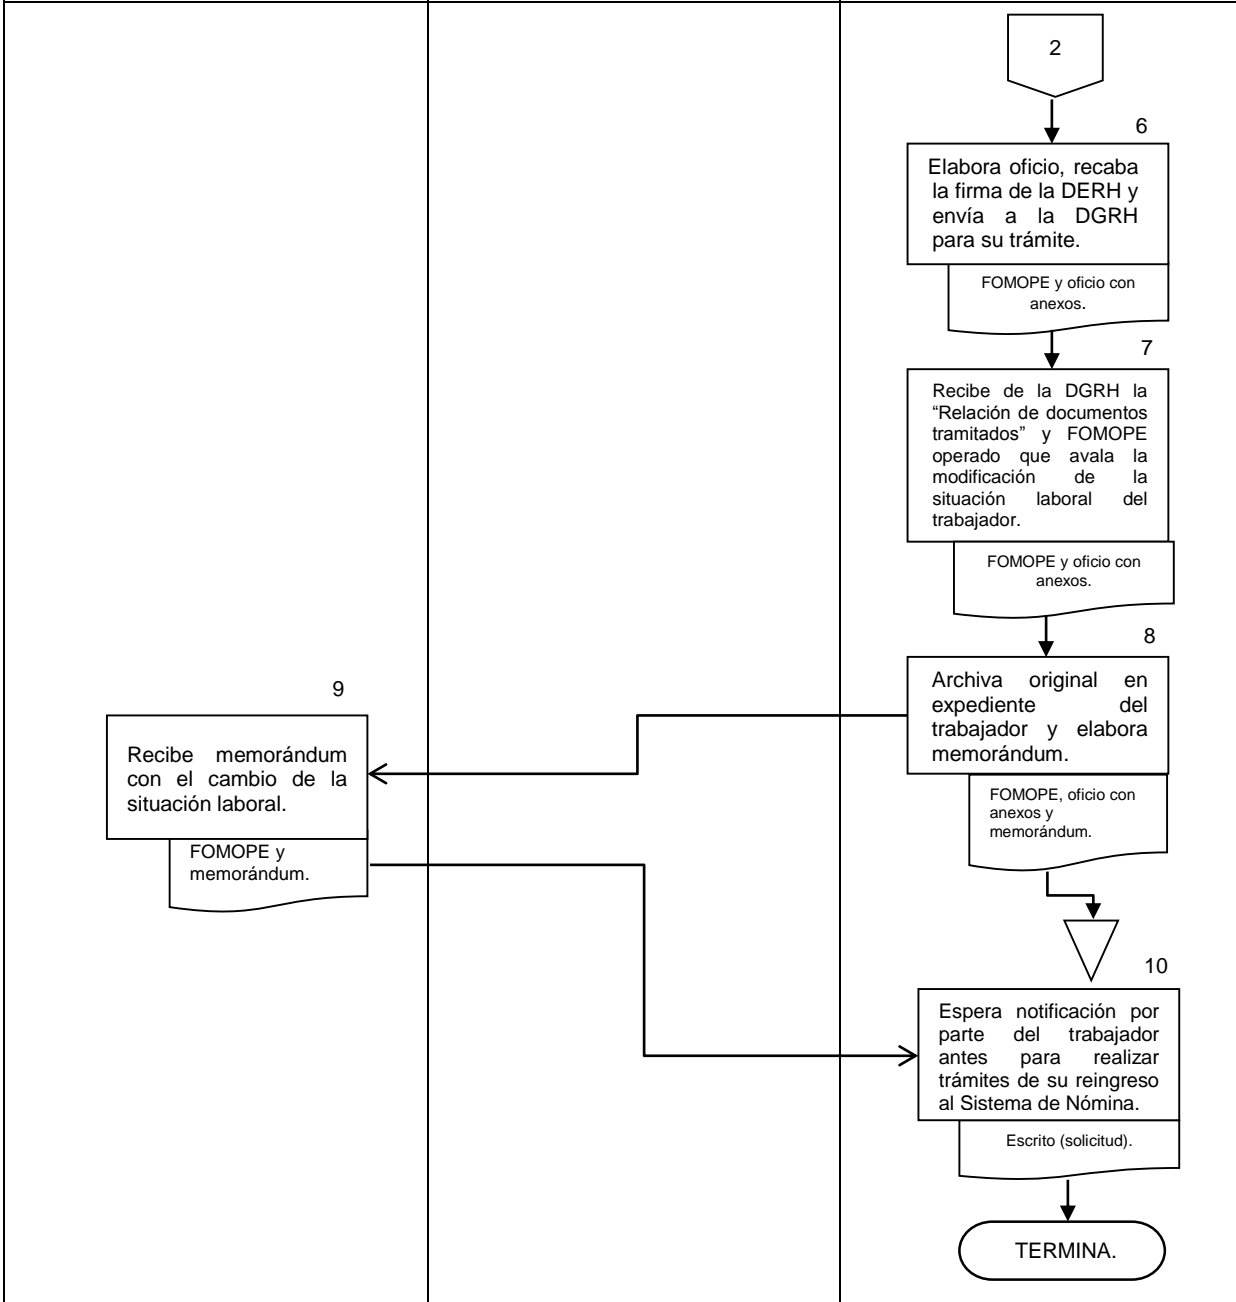 2
6
Elabora oficio, recaba
la firma de la DERH y
envía a la DGRH
para su trámite.
FOMOPE y oficio con
anexos.
7
Recibe de la DGRH la
“Relación de documentos
tramitados” y FOMOPE
operado que avala la
modificación de la
situación laboral del
trabajador.
FOMOPE y oficio con
anexos.
8
Archiva original en
expediente del
trabajador y elabora
memorándum.
FOMOPE, oficio con
anexos y
memorándum.
9
Recibe memorándum
con el cambio de la
situación laboral.
FOMOPE y
memorándum.
10
Espera notificación por
parte del trabajador
antes para realizar
trámites de su reingreso
al Sistema de Nómina.
Escrito (solicitud).
TERMINA.